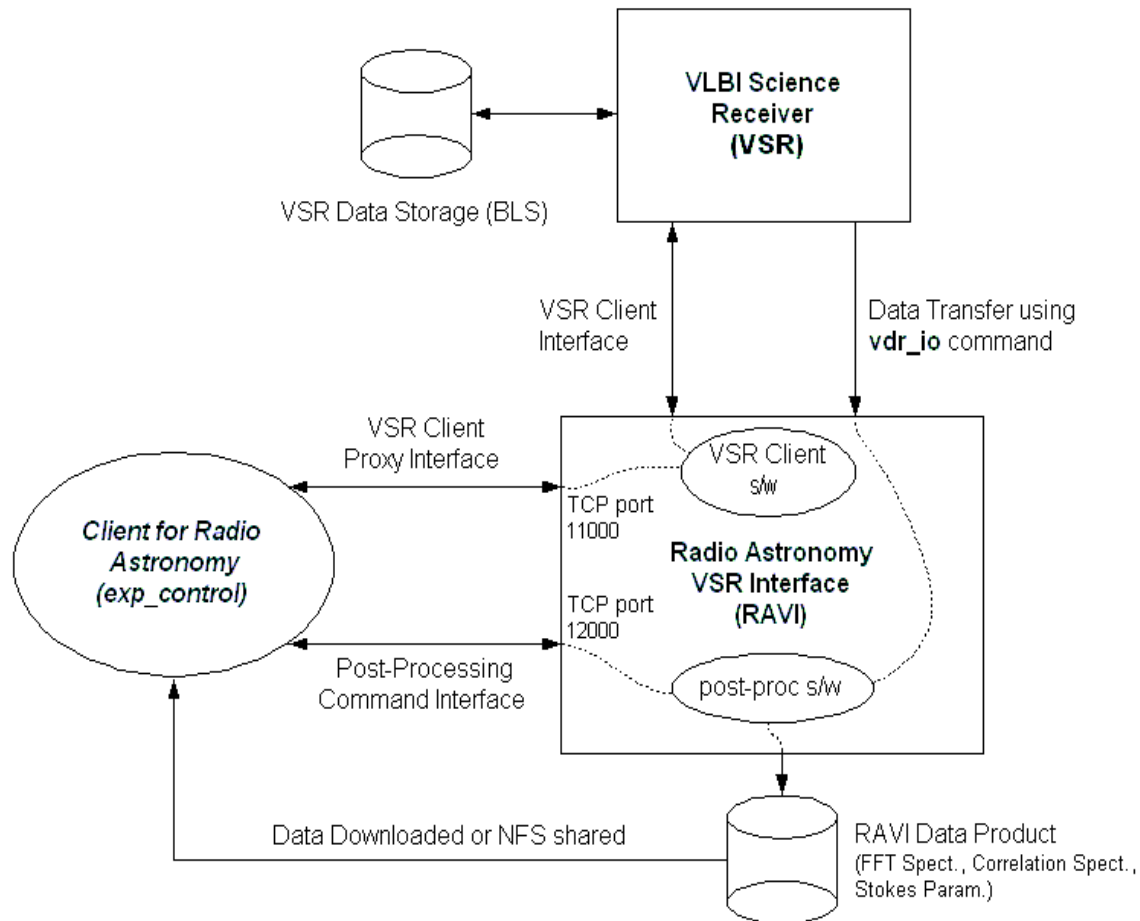 VLBI Science
Receiver
(VSR)
VSR Data Storage (BLS)
VSR Client
Interface
Data Transfer using
vdr_io command
VSR Client
Proxy Interface
VSR Client
s/w
TCP port
11000
Client for Radio
Astronomy
(exp_control)
Radio Astronomy
VSR Interface
(RAVI)
TCP port
12000
Post-Processing
Command Interface
post-proc s/w
Data Downloaded or NFS shared
RAVI Data Product
(FFT Spect., Correlation Spect.,
Stokes Param.)